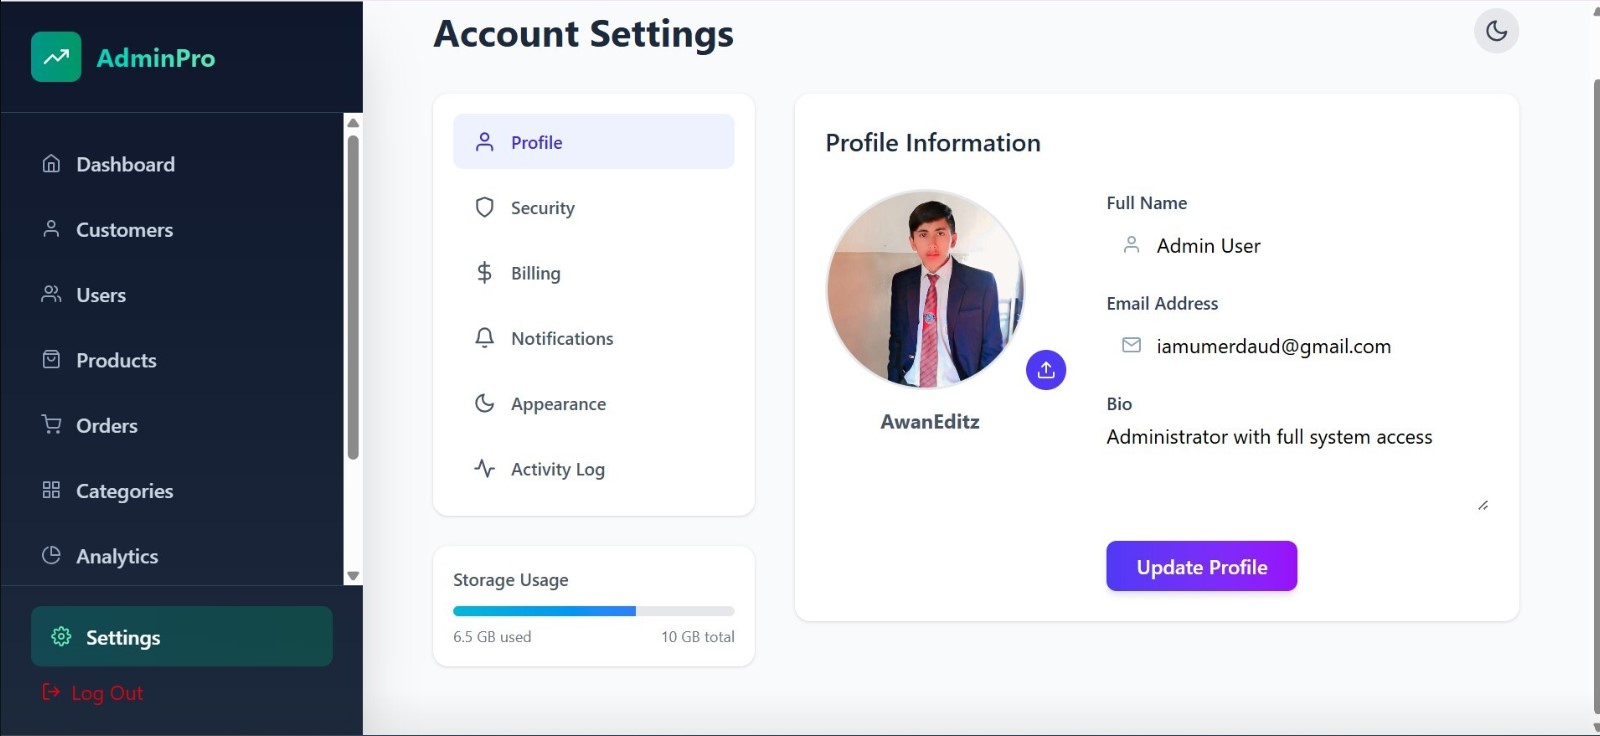 AdminPro
Dashboard
Customers
Users
Products
Orders
Categories
Analytics
Settings
Log Out
Account Settings
Profile
Security
Billing
Notifications
Appearance
Activity Log
Storage Usage
6.5 GB used
10 GB total
Profile Information
AwanEditz
Full Name
Admin User
Email Address
iamumerdaud@gmail.com
Bio
Administrator with full system access
Update Profile